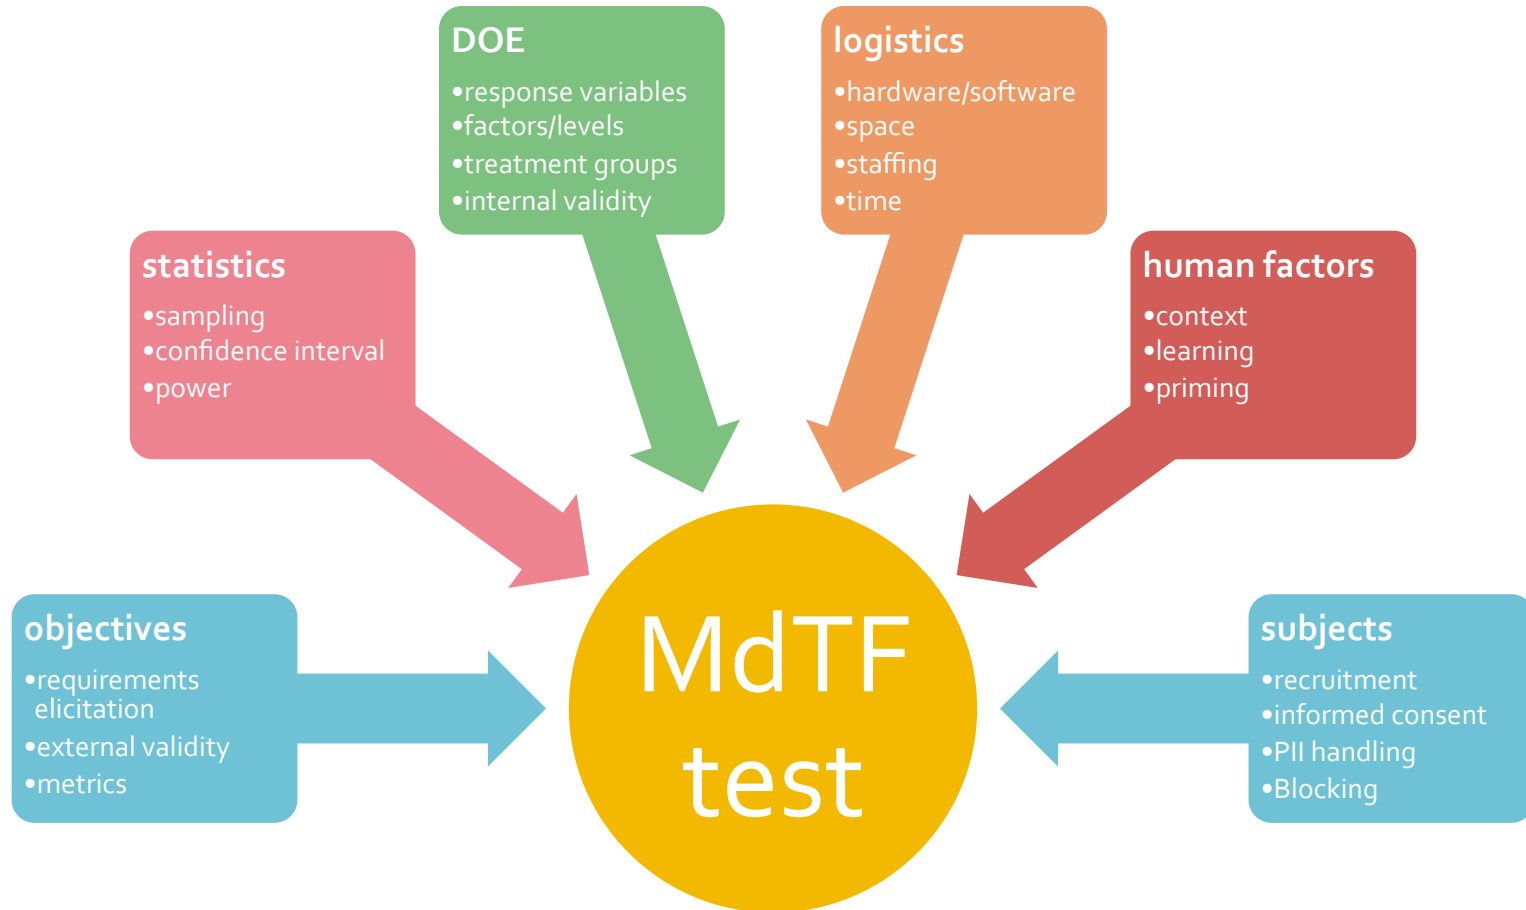 objectives
•requirements
elicitation
•external validity
•metrics
statistics
•sampling
•confidence interval
•power
DOE
•response variables
•factors/levels
•treatment groups
•internal validity
logistics
•hardware/software
•space
•staffing
•time
human factors
•context
•learning
•priming
subjects
•recruitment
•informed consent
•PII handling
•Blocking
MdTF
test